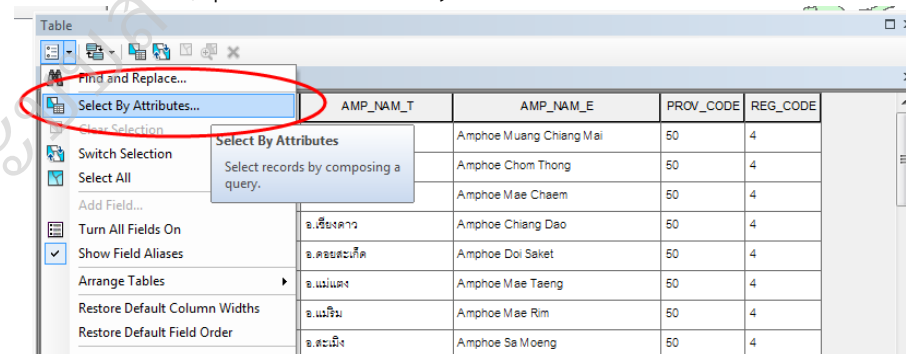 Table
Find and Replace...
Select By Attributes...
Clear Selection
Switch Selection
Select All
Add Field...
Turn All Fields On
Show Field Aliases
Arrange Tables
Restore Default Column Widths
Restore Default Field Order
Select By Attributes
Select records by composing a
query.
AMP_NAM_T AMP_NAM_E PROV_CODE REG_CODE
Amphoe Muang Chiang Mai 50 4
Amphoe Chom Thong 50 4
Amphoe Mae Chaem 50 4
อ.เชียงดาว Amphoe Chiang Dao 50 4
อ.ดอยสะเก็ด Amphoe Doi Saket 50 4
อ.แม่แตง Amphoe Mae Taeng 50 4
อ.แม่ริม Amphoe Mae Rim 50 4
อ.สะเมิง Amphoe Sa Moeng 50 4